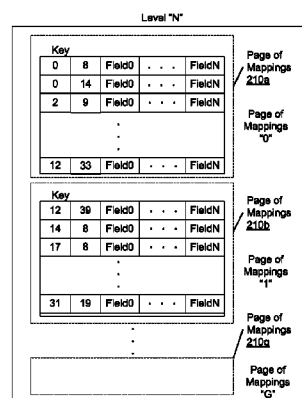 Level "N"
Key
0 8 Field0 . . . FieldN
0 14 Field0 . . . FieldN
2 9 Field0 . . . FieldN
.
.
.
12 33 Field0 . . . FieldN
Page of
Mappings
210a
Page of
Mappings
"0"
Key
12 39 Field0 . . . FieldN
14 8 Field0 . . . FieldN
17 8 Field0 . . . FieldN
.
.
.
31 19 Field0 . . . FieldN
Page of
Mappings
210b
Page of
Mappings
"1"
.
.
.
Page of
Mappings
210g
Page of
Mappings
"G"